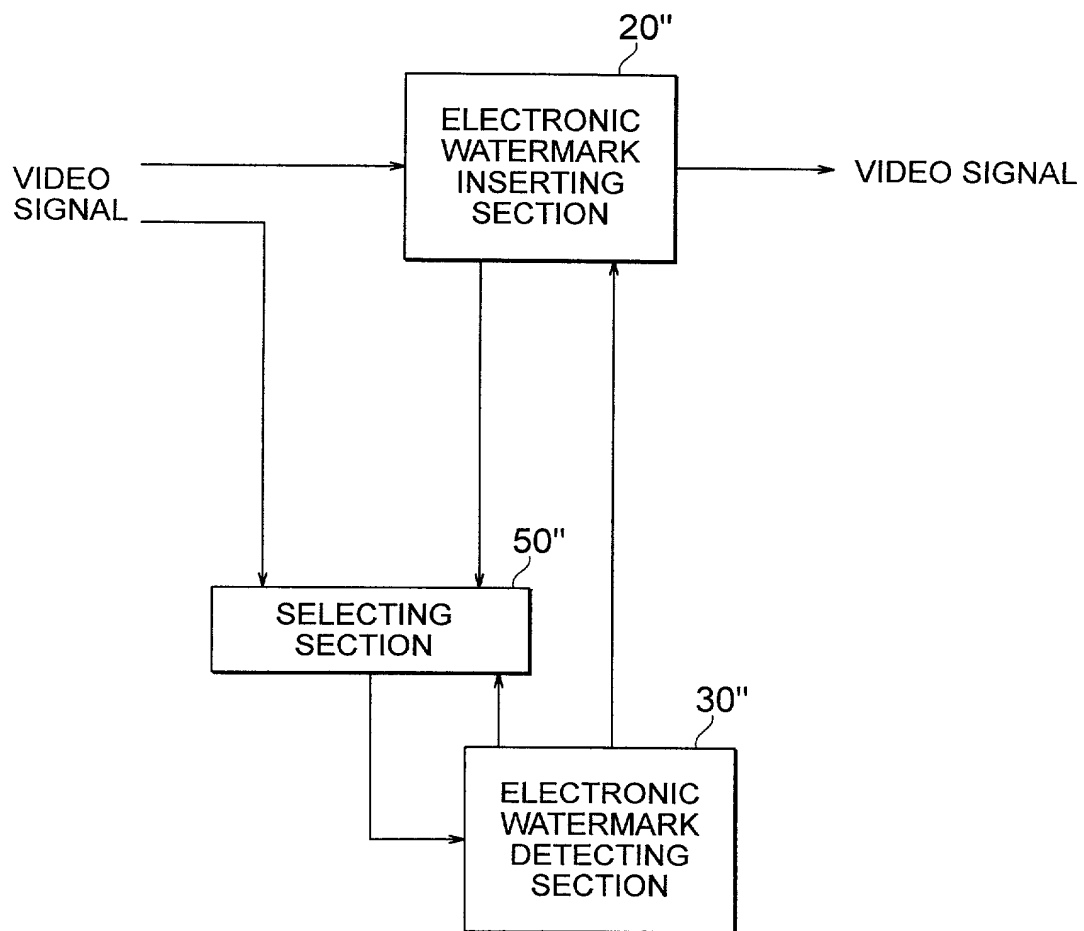 20"
ELECTRONIC
WATERMARK
INSERTING
SECTION
VIDEO
SIGNAL
VIDEO SIGNAL
50"
SELECTING
SECTION
30"
ELECTRONIC
WATERMARK
DETECTING
SECTION